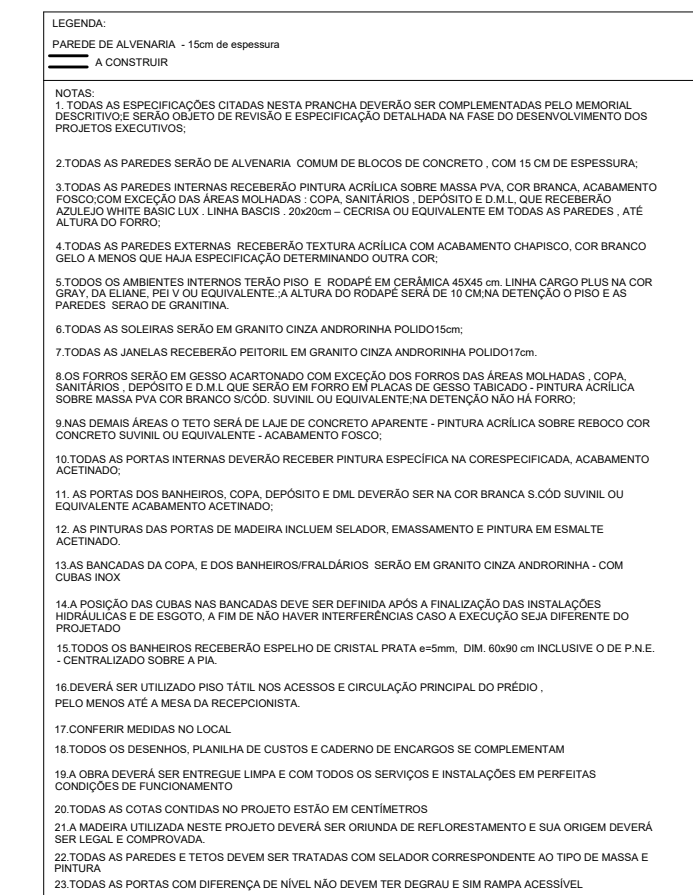 LEGENDA:
PAREDE DE ALVENARIA - 15cm de espessura
A CONSTRUIR
NOTAS:
1. TODAS AS ESPECIFICAÇÕES CITADAS NESTA PRANCHA DEVERÃO SER COMPLEMENTADAS PELO MEMORIAL
DESCRITIVO;E SERÃO OBJETO DE REVISÃO E ESPECIFICAÇÃO DETALHADA NA FASE DO DESENVOLVIMENTO DOS
PROJETOS EXECUTIVOS;
2.TODAS AS PAREDES SERÃO DE ALVENARIA COMUM DE BLOCOS DE CONCRETO , COM 15 CM DE ESPESSURA;
3.TODAS AS PAREDES INTERNAS RECEBERÃO PINTURA ACRÍLICA SOBRE MASSA PVA, COR BRANCA, ACABAMENTO
FOSCO;COM EXCEÇÃO DAS ÁREAS MOLHADAS : COPA, SANITÁRIOS , DEPÓSITO E D.M.L, QUE RECEBERÃO
AZULEJO WHITE BASIC LUX . LINHA BASCIS . 20x20cm – CECRISA OU EQUIVALENTE EM TODAS AS PAREDES , ATÉ
ALTURA DO FORRO;
4.TODAS AS PAREDES EXTERNAS RECEBERÃO TEXTURA ACRÍLICA COM ACABAMENTO CHAPISCO, COR BRANCO
GELO A MENOS QUE HAJA ESPECIFICAÇÃO DETERMINANDO OUTRA COR;
5.TODOS OS AMBIENTES INTERNOS TERÃO PISO E RODAPÉ EM CERÂMICA 45X45 cm. LINHA CARGO PLUS NA COR
GRAY, DA ELIANE, PEI V OU EQUIVALENTE.;A ALTURA DO RODAPÉ SERÁ DE 10 CM;NA DETENÇÃO O PISO E AS
PAREDES SERAO DE GRANITINA.
6.TODAS AS SOLEIRAS SERÃO EM GRANITO CINZA ANDRORINHA POLIDO15cm;
7.TODAS AS JANELAS RECEBERÃO PEITORIL EM GRANITO CINZA ANDRORINHA POLIDO17cm.
8.OS FORROS SERÃO EM GESSO ACARTONADO COM EXCEÇÃO DOS FORROS DAS ÁREAS MOLHADAS , COPA,
SANITÁRIOS , DEPÓSITO E D.M.L QUE SERÃO EM FORRO EM PLACAS DE GESSO TABICADO - PINTURA ACRÍLICA
SOBRE MASSA PVA COR BRANCO S/CÓD. SUVINIL OU EQUIVALENTE;NA DETENÇÃO NÃO HÁ FORRO;
9.NAS DEMAIS ÁREAS O TETO SERÁ DE LAJE DE CONCRETO APARENTE - PINTURA ACRÍLICA SOBRE REBOCO COR
CONCRETO SUVINIL OU EQUIVALENTE - ACABAMENTO FOSCO;
10.TODAS AS PORTAS INTERNAS DEVERÃO RECEBER PINTURA ESPECÍFICA NA CORESPECIFICADA, ACABAMENTO
ACETINADO;
11. AS PORTAS DOS BANHEIROS, COPA, DEPÓSITO E DML DEVERÃO SER NA COR BRANCA S.CÓD SUVINIL OU
EQUIVALENTE ACABAMENTO ACETINADO;
12. AS PINTURAS DAS PORTAS DE MADEIRA INCLUEM SELADOR, EMASSAMENTO E PINTURA EM ESMALTE
ACETINADO.
13.AS BANCADAS DA COPA, E DOS BANHEIROS/FRALDÁRIOS SERÃO EM GRANITO CINZA ANDRORINHA - COM
CUBAS INOX
14.A POSIÇÃO DAS CUBAS NAS BANCADAS DEVE SER DEFINIDA APÓS A FINALIZAÇÃO DAS INSTALAÇÕES
HIDRÁULICAS E DE ESGOTO, A FIM DE NÃO HAVER INTERFERÊNCIAS CASO A EXECUÇÃO SEJA DIFERENTE DO
PROJETADO
15.TODOS OS BANHEIROS RECEBERÃO ESPELHO DE CRISTAL PRATA e=5mm, DIM. 60x90 cm INCLUSIVE O DE P.N.E.
- CENTRALIZADO SOBRE A PIA.
16.DEVERÁ SER UTILIZADO PISO TÁTIL NOS ACESSOS E CIRCULAÇÃO PRINCIPAL DO PRÉDIO ,
PELO MENOS ATÉ A MESA DA RECEPCIONISTA.
17.CONFERIR MEDIDAS NO LOCAL
18.TODOS OS DESENHOS, PLANILHA DE CUSTOS E CADERNO DE ENCARGOS SE COMPLEMENTAM
19.A OBRA DEVERÁ SER ENTREGUE LIMPA E COM TODOS OS SERVIÇOS E INSTALAÇÕES EM PERFEITAS
CONDIÇÕES DE FUNCIONAMENTO
20.TODAS AS COTAS CONTIDAS NO PROJETO ESTÃO EM CENTÍMETROS
21.A MADEIRA UTILIZADA NESTE PROJETO DEVERÁ SER ORIUNDA DE REFLORESTAMENTO E SUA ORIGEM DEVERÁ
SER LEGAL E COMPROVADA.
22.TODAS AS PAREDES E TETOS DEVEM SER TRATADAS COM SELADOR CORRESPONDENTE AO TIPO DE MASSA E
PINTURA
23.TODAS AS PORTAS COM DIFERENÇA DE NÍVEL NÃO DEVEM TER DEGRAU E SIM RAMPA ACESSÍVEL